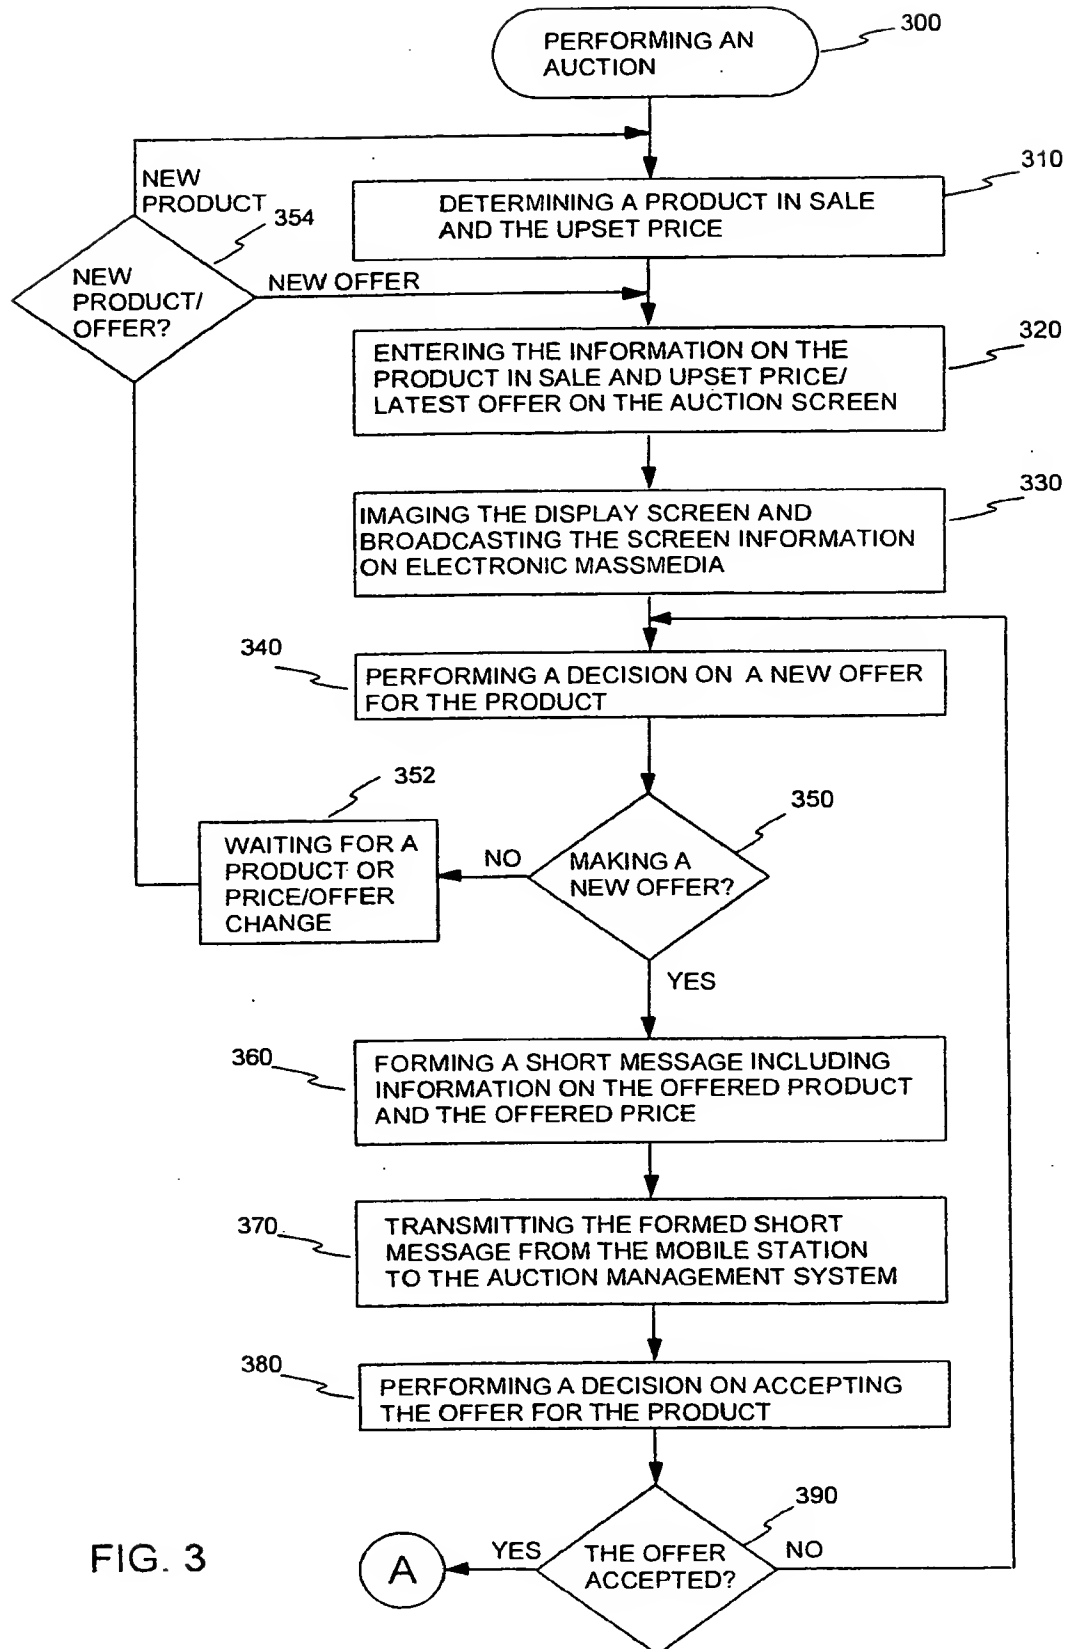 PERFORMING AN
AUCTION
300
NEW
PRODUCT
354
310
DETERMINING A PRODUCT IN SALE
AND THE UPSET PRICE
NEW
PRODUCT/
OFFER?
NEW OFFER
320
ENTERING THE INFORMATION ON THE
PRODUCT IN SALE AND UPSET PRICE/
LATEST OFFER ON THE AUCTION SCREEN
330
IMAGING THE DISPLAY SCREEN AND
BROADCASTING THE SCREEN INFORMATION
ON ELECTRONIC MASSMEDIA
340
PERFORMING A DECISION ON A NEW OFFER
FOR THE PRODUCT
352
350
WAITING FOR A
PRODUCT OR
PRICE/OFFER
CHANGE
NO
MAKING A
NEW OFFER?
YES
360
FORMING A SHORT MESSAGE INCLUDING
INFORMATION ON THE OFFERED PRODUCT
AND THE OFFERED PRICE
370
TRANSMITTING THE FORMED SHORT
MESSAGE FROM THE MOBILE STATION
TO THE AUCTION MANAGEMENT SYSTEM
380
PERFORMING A DECISION ON ACCEPTING
THE OFFER FOR THE PRODUCT
390
FIG. 3
A
YES
THE OFFER
ACCEPTED?
NO